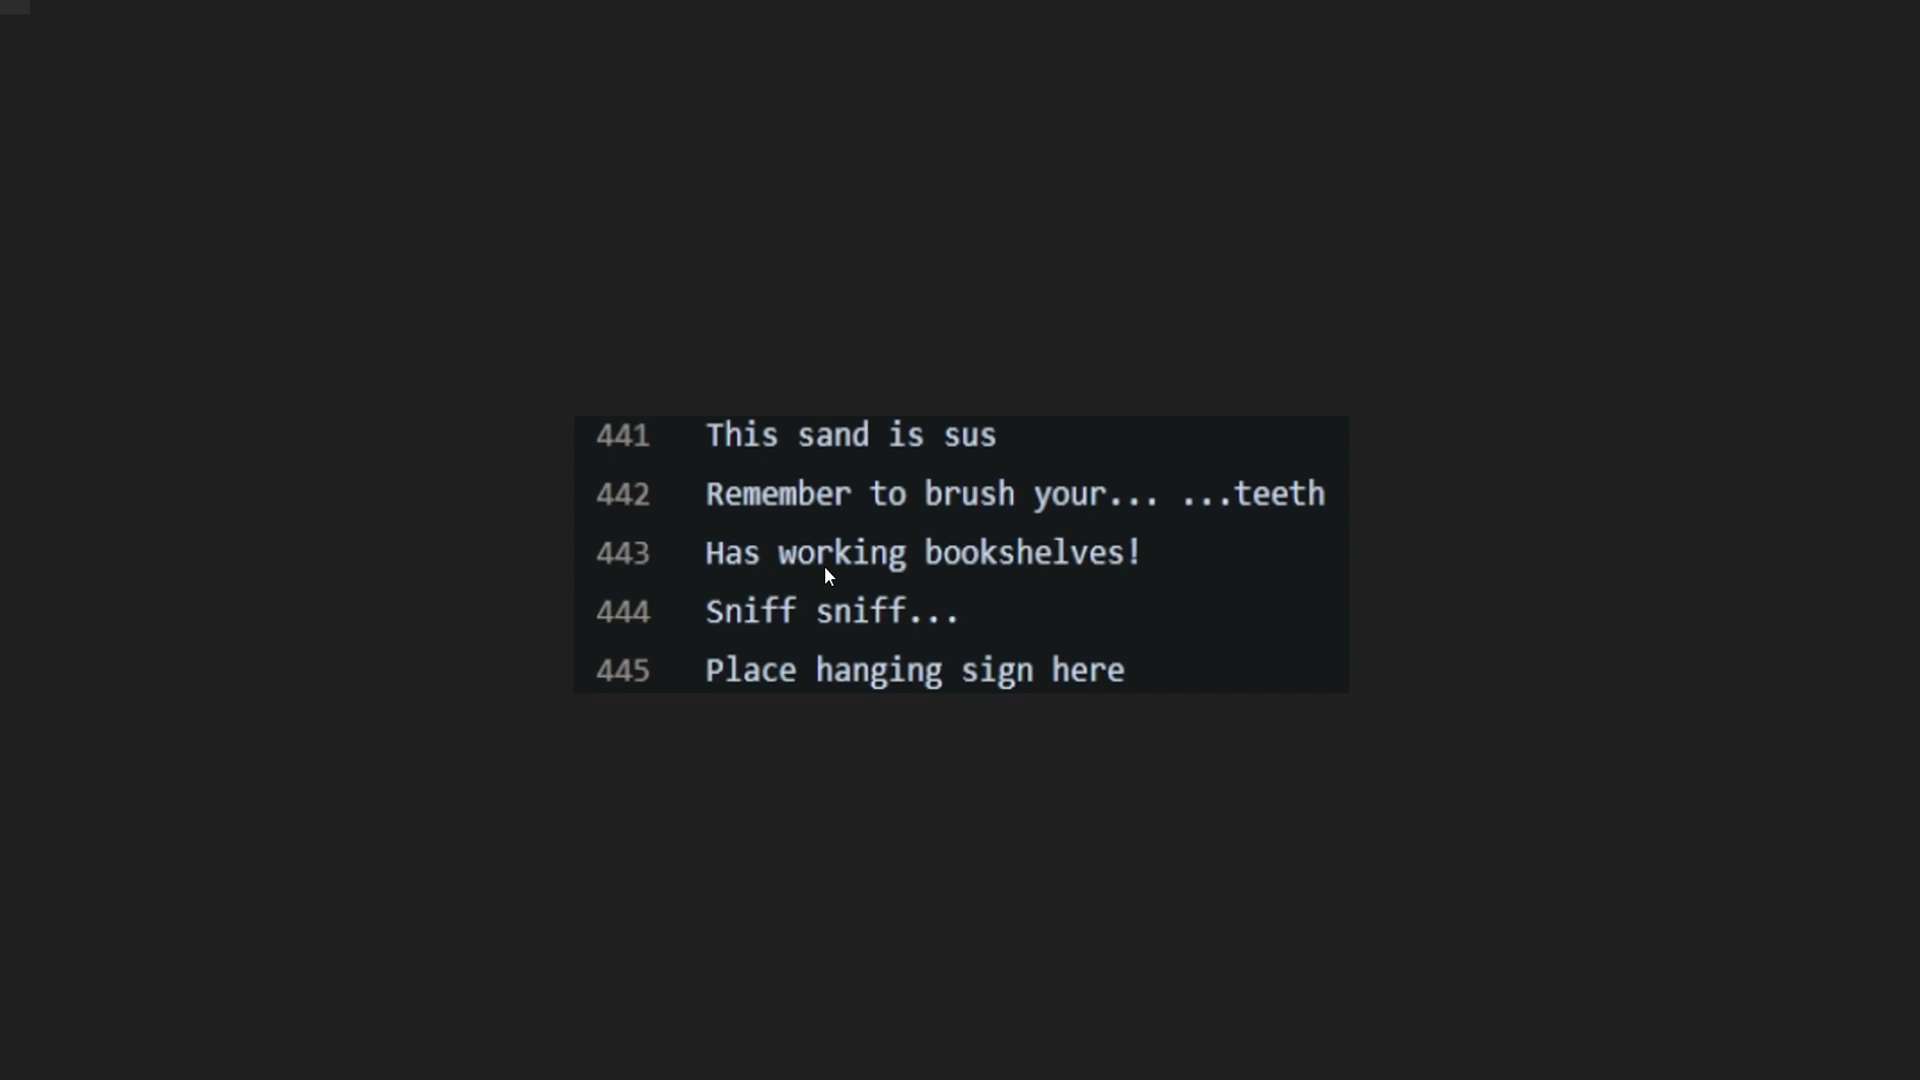 441 This sand is sus
442 Remember to brush your... ...teeth
443 Has working bookshelves!
444 Sniff sniff...
445 Place hanging sign here